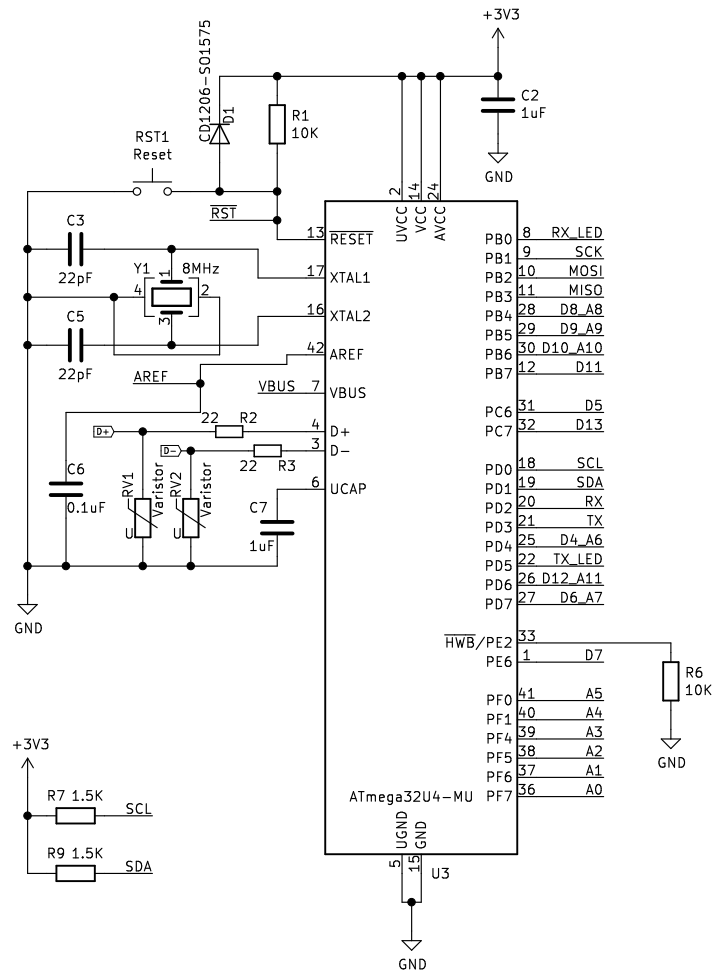 +3V3
CD1206-S01575
D1
R1
10K
C2
1uF
GND
RST1
Reset
RST
2
14
24
UVCC
VCC
AVCC
13
RESET
C3
22pF
Y1
8MHz
1
4
2
3
17
XTAL1
16
XTAL2
C5
22pF
42
AREF
AREF
VBUS
7
VBUS
D+
22
R2
4
D+
D-
22
R3
3
D-
C6
0.1uF
RV1
Varistor
U
RV2
Varistor
U
6
UCAP
C7
1uF
GND
PB0 8 RX_LED
PB1 9 SCK
PB2 10 MOSI
PB3 11 MISO
PB4 28 D8_A8
PB5 29 D9_A9
PB6 30 D10_A10
PB7 12 D11
PC6 31 D5
PC7 32 D13
PD0 18 SCL
PD1 19 SDA
PD2 20 RX
PD3 21 TX
PD4 25 D4_A6
PD5 22 TX_LED
PD6 26 D12_A11
PD7 27 D6_A7
HWB/PE2 33
PE6 1 D7
R6
10K
GND
PF0 41 A5
PF1 40 A4
PF4 39 A3
PF5 38 A2
PF6 37 A1
PF7 36 A0
ATmega32U4-MU
UGND
GND
5
15
U3
GND
+3V3
R7 1.5K
SCL
R9 1.5K
SDA